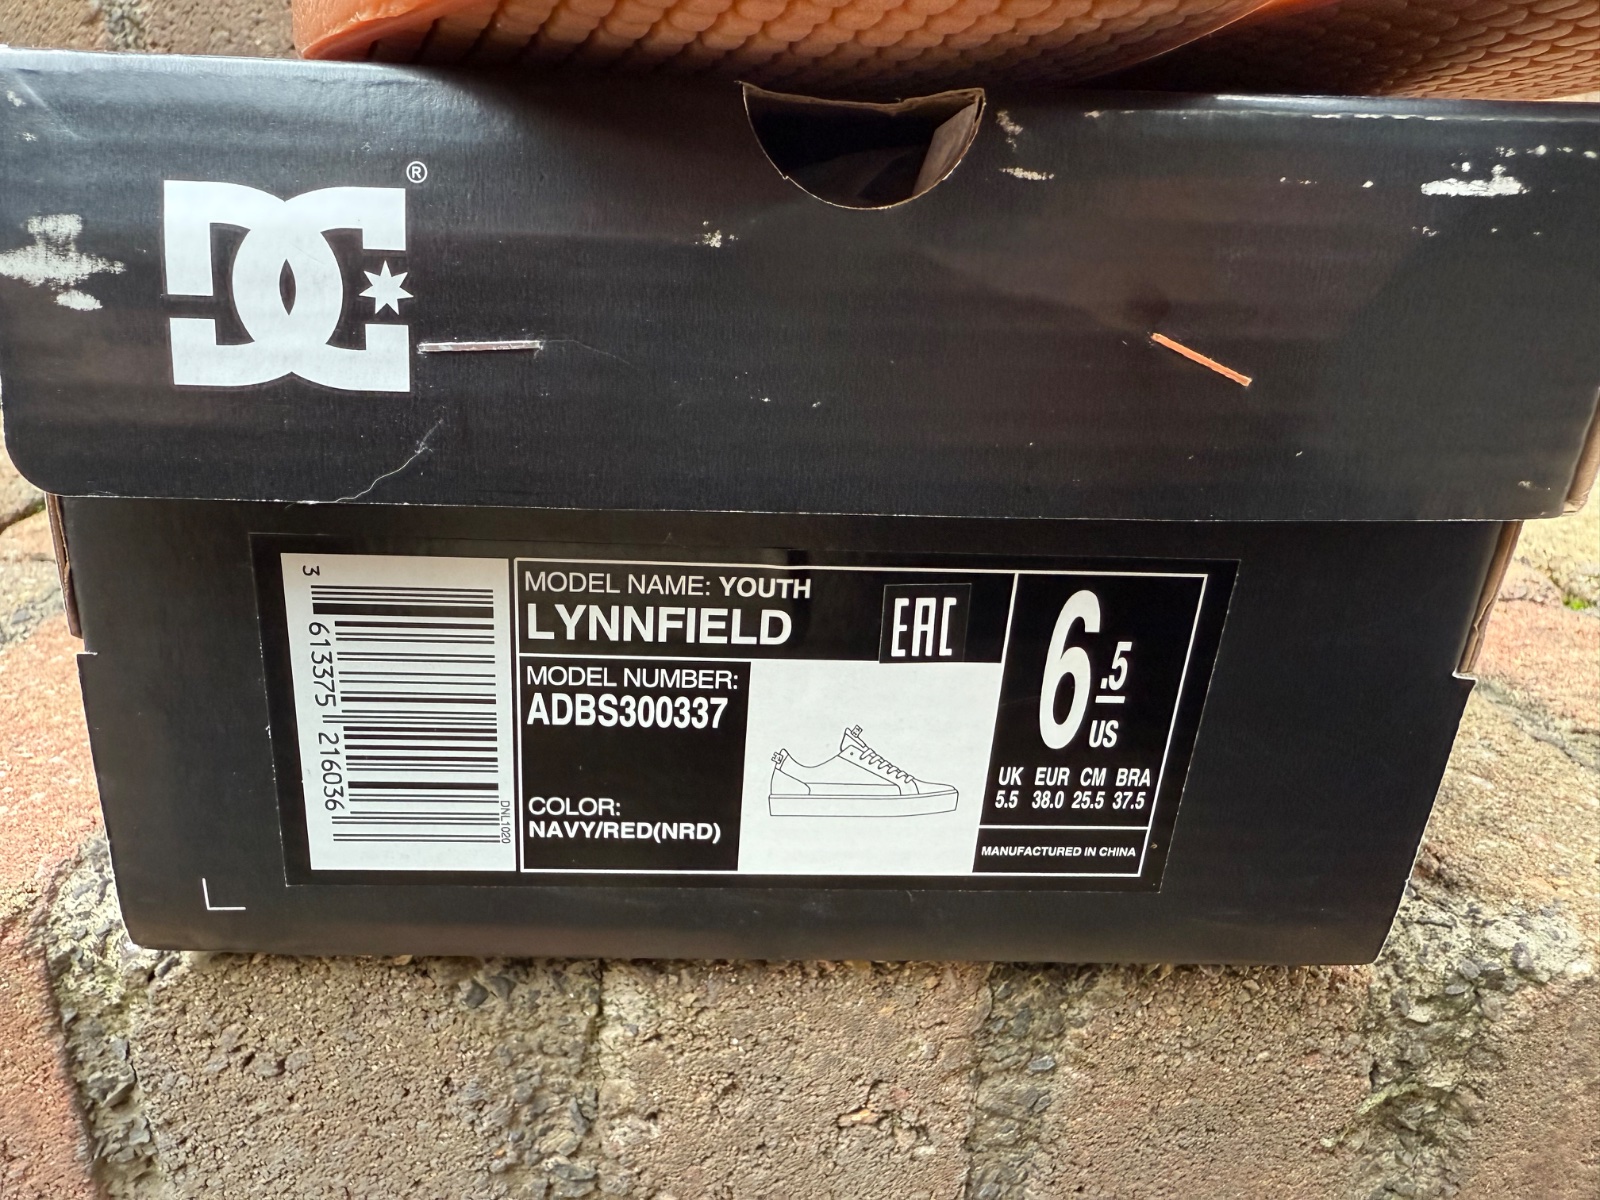 DC®
3 613375 216036
DNL1020
MODEL NAME: YOUTH
LYNNFIELD
EAC
MODEL NUMBER:
ADBS300337
COLOR:
NAVY/RED(NRD)
6.5
US
UK EUR CM BRA
5.5 38.0 25.5 37.5
MANUFACTURED IN CHINA